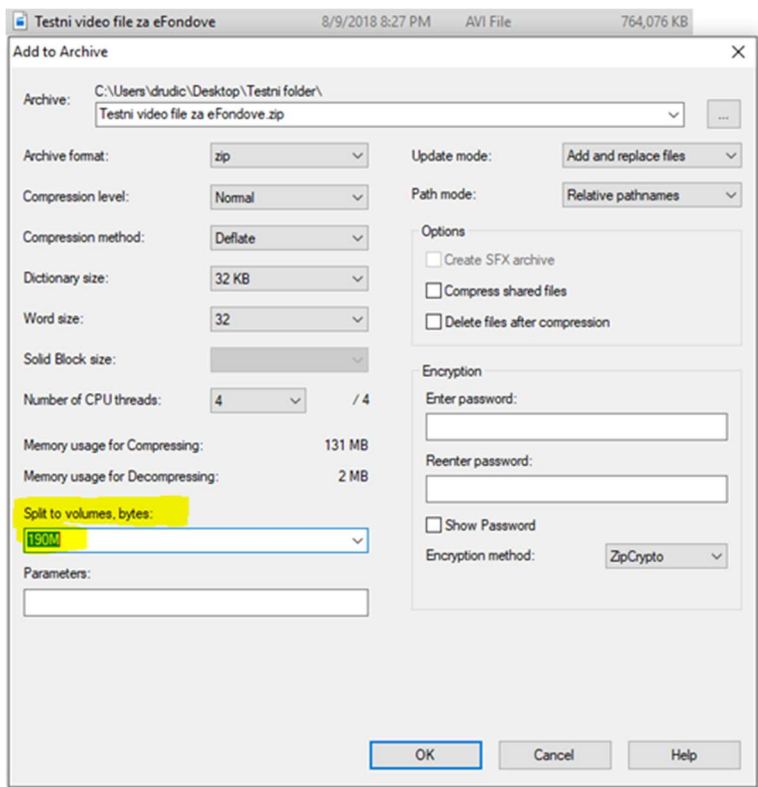 Testni video file za eFondove 8/9/2018 8:27 PM AVI File 764,076 KB
Add to Archive
Archive: C:\Users\drudic\Desktop\Testni folder\
Testni video file za eFondove.zip ...
Archive format: zip
Update mode: Add and replace files
Compression level: Normal
Path mode: Relative pathnames
Compression method: Deflate
Options
Create SFX archive
Dictionary size: 32 KB
Compress shared files
Word size: 32
Delete files after compression
Solid Block size:
Encryption
Number of CPU threads: 4 / 4
Enter password:
Memory usage for Compressing: 131 MB
Reenter password:
Memory usage for Decompressing: 2 MB
Split to volumes, bytes:
Show Password
190M
Encryption method: ZipCrypto
Parameters:
OK Cancel Help